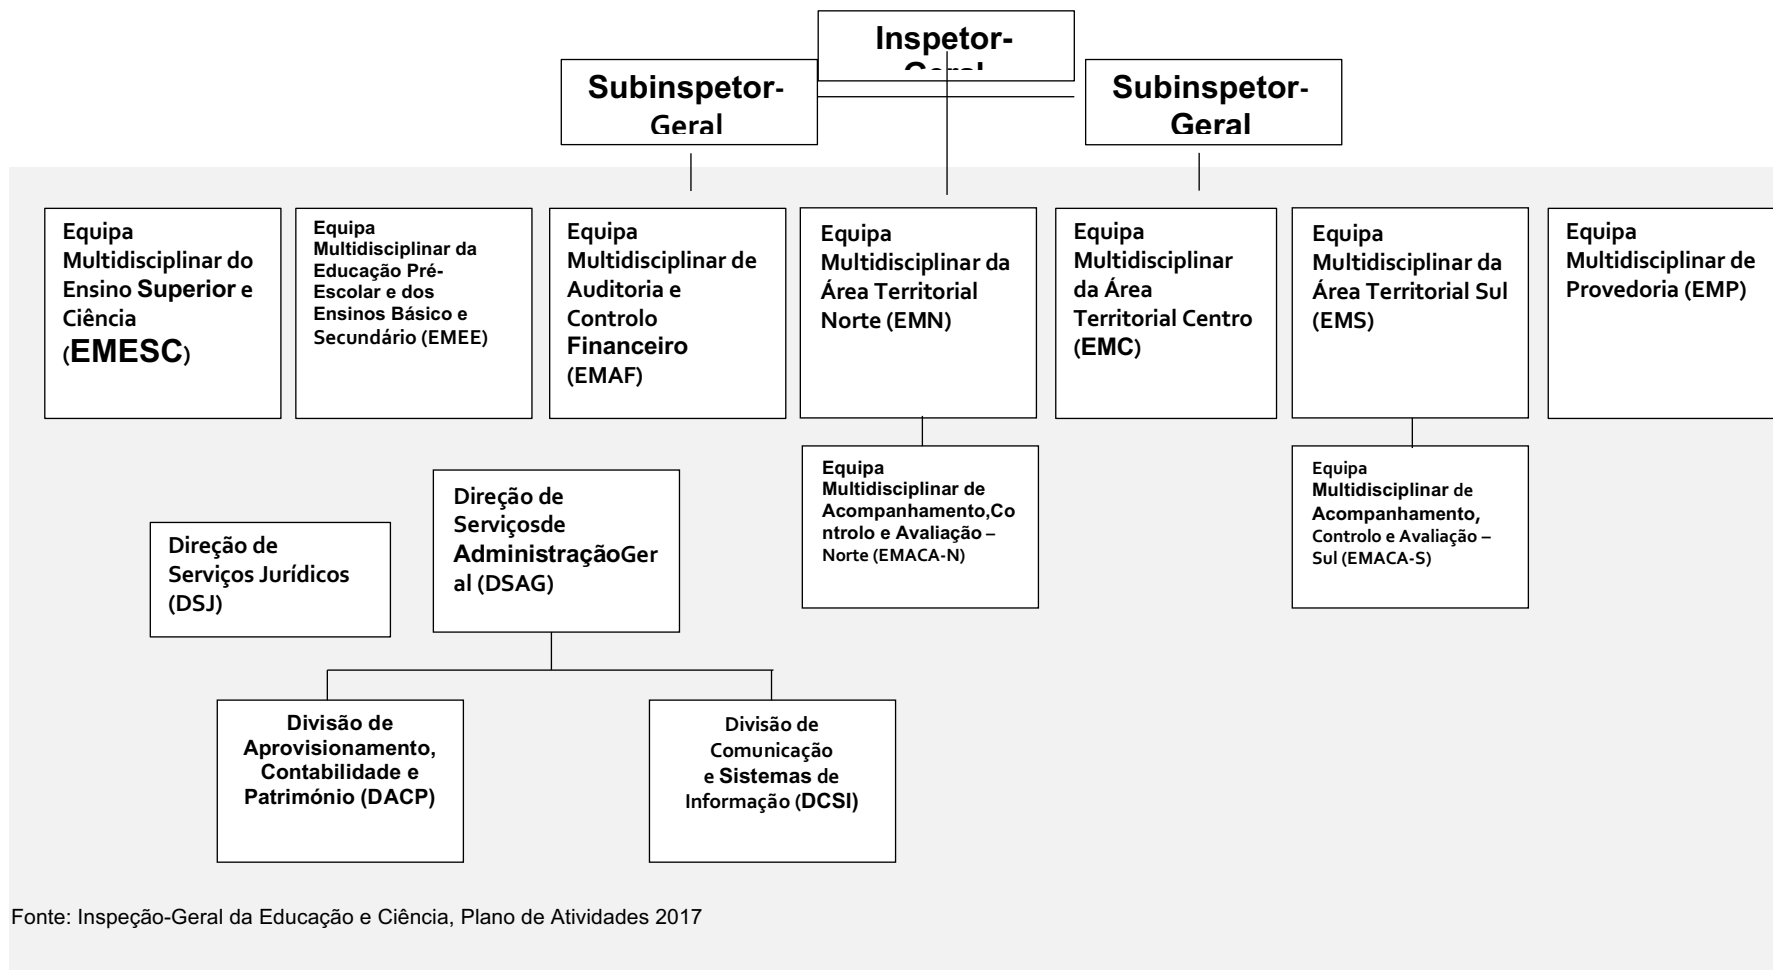 Inspetor-
Geral
Subinspetor-
Geral
Subinspetor-
Geral
Equipa
Multidisciplinar do
Ensino Superior e
Ciência
(EMESC)
Equipa
Multidisciplinar da
Educação Pré-
Escolar e dos
Ensinos Básico e
Secundário (EMEE)
Equipa
Multidisciplinar de
Auditoria e
Controlo
Financeiro
(EMAF)
Equipa
Multidisciplinar da
Área Territorial
Norte (EMN)
Equipa
Multidisciplinar
da Área
Territorial Centro
(EMC)
Equipa
Multidisciplinar da
Área Territorial Sul
(EMS)
Equipa
Multidisciplinar de
Provedoria (EMP)
Equipa
Multidisciplinar de
Acompanhamento,Co
ntrolo e Avaliação –
Norte (EMACA-N)
Equipa
Multidisciplinar de
Acompanhamento,
Controlo e Avaliação –
Sul (EMACA-S)
Direção de
Serviços Jurídicos
(DSJ)
Direção de
Serviçosde
AdministraçãoGer
al (DSAG)
Divisão de
Aprovisionamento,
Contabilidade e
Património (DACP)
Divisão de
Comunicação
e Sistemas de
Informação (DCSI)
Fonte: Inspeção-Geral da Educação e Ciência, Plano de Atividades 2017